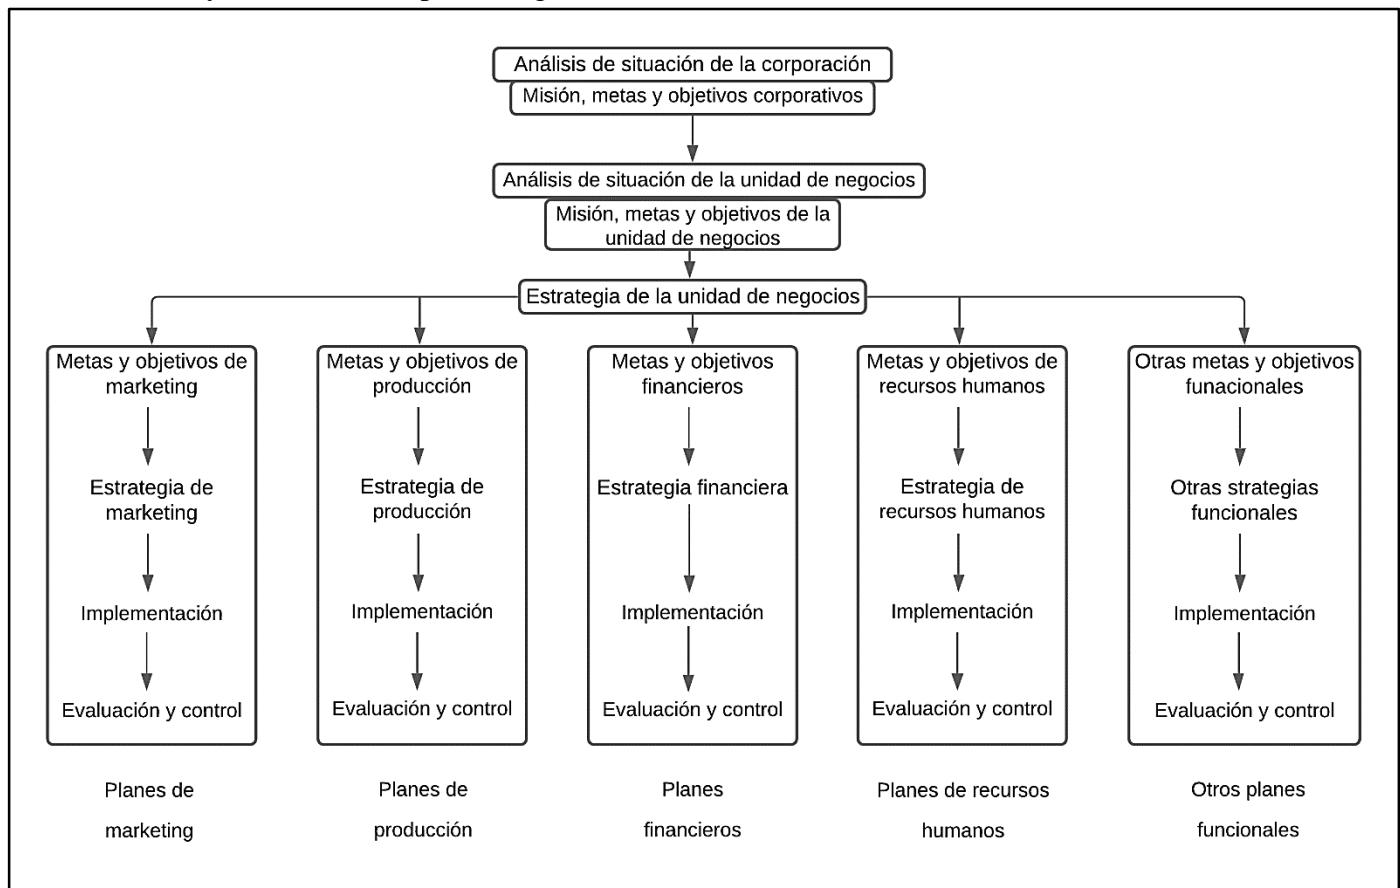 Análisis de situación de la corporación
Misión, metas y objetivos corporativos
Análisis de situación de la unidad de negocios
Misión, metas y objetivos de la
unidad de negocios
Estrategia de la unidad de negocios
Metas y objetivos de
marketing
Estrategia de
marketing
Implementación
Evaluación y control
Planes de
marketing
Metas y objetivos de
producción
Estrategia de
producción
Implementación
Evaluación y control
Planes de
producción
Metas y objetivos
financieros
Estrategia financiera
Implementación
Evaluación y control
Planes
financieros
Metas y objetivos de
recursos humanos
Estrategia de
recursos humanos
Implementación
Evaluación y control
Planes de recursos
humanos
Otras metas y objetivos
funacionales
Otras strategias
funcionales
Implementación
Evaluación y control
Otros planes
funcionales